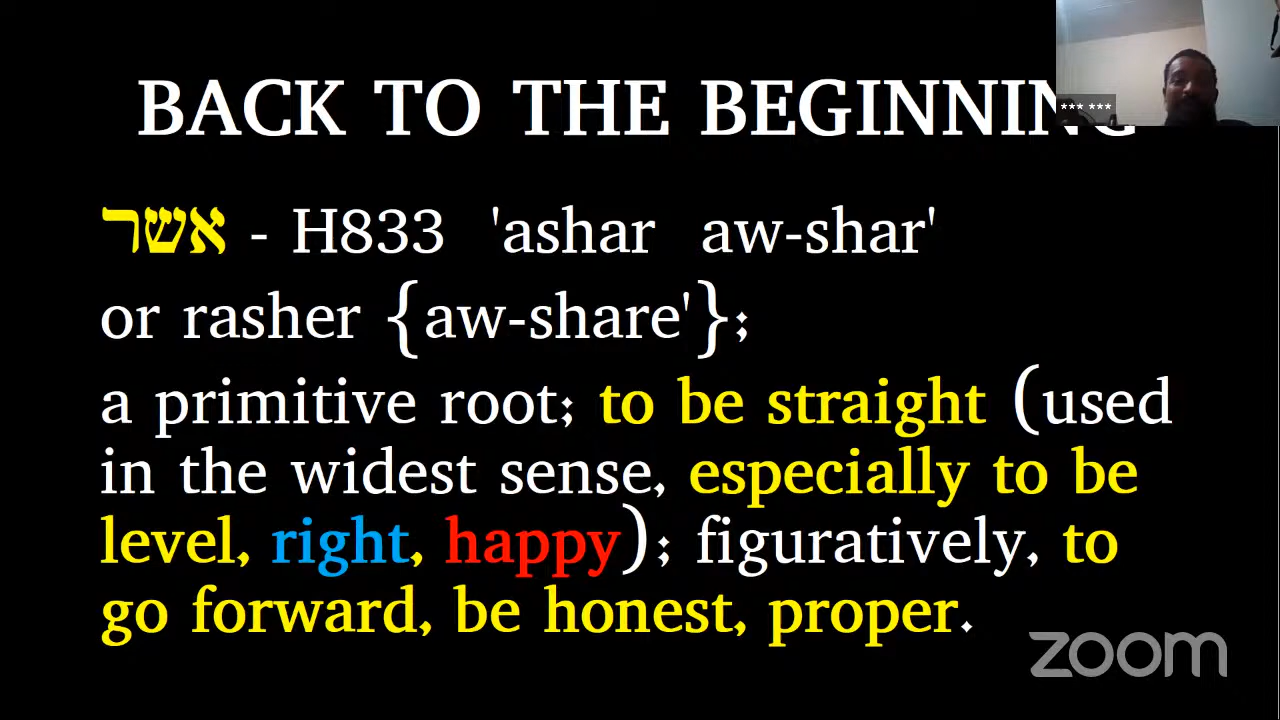 BACK TO THE BEGINNING
*** ***
אשר - H833 'ashar aw-shar'
or rasher {aw-share'};
a primitive root; to be straight (used
in the widest sense, especially to be
level, right, happy); figuratively, to
go forward, be honest, proper.
zoom